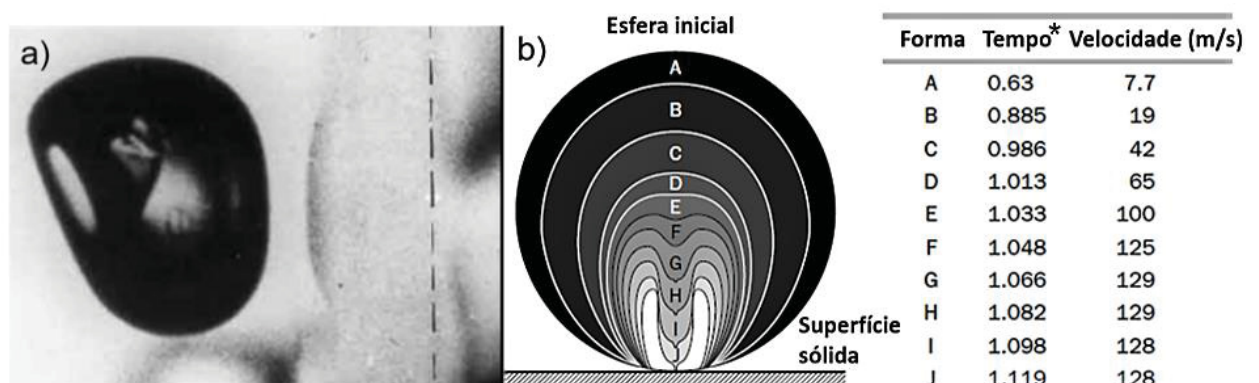 a)
b)
Esfera inicial
A
B
C
D
E
F
G
H
I
J
Superfície
sólida
Forma Tempo* Velocidade (m/s)
A 0.63 7.7
B 0.885 19
C 0.986 42
D 1.013 65
E 1.033 100
F 1.048 125
G 1.066 129
H 1.082 129
I 1.098 128
J 1.119 128